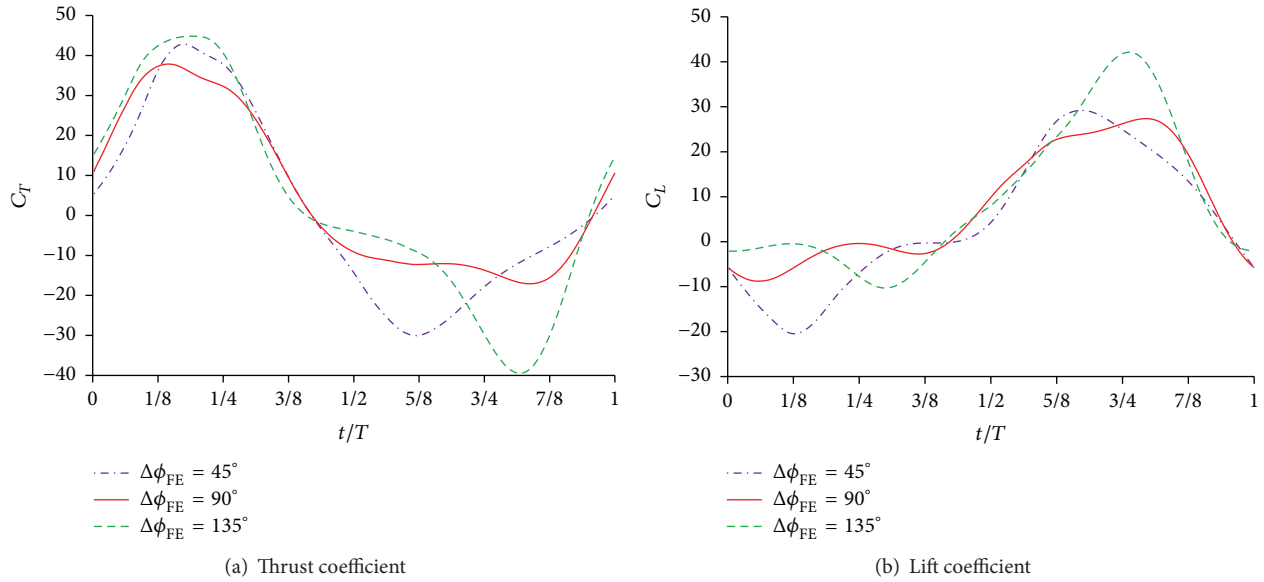 50
40
30
20
10
0
−10
−20
−30
−40
C_T
0 1/8 1/4 3/8 1/2 5/8 3/4 7/8 1
t/T
Δϕ_FE = 45°
Δϕ_FE = 90°
Δϕ_FE = 135°
(a) Thrust coefficient
50
40
30
20
10
0
−10
−20
−30
C_L
0 1/8 1/4 3/8 1/2 5/8 3/4 7/8 1
t/T
Δϕ_FE = 45°
Δϕ_FE = 90°
Δϕ_FE = 135°
(b) Lift coefficient